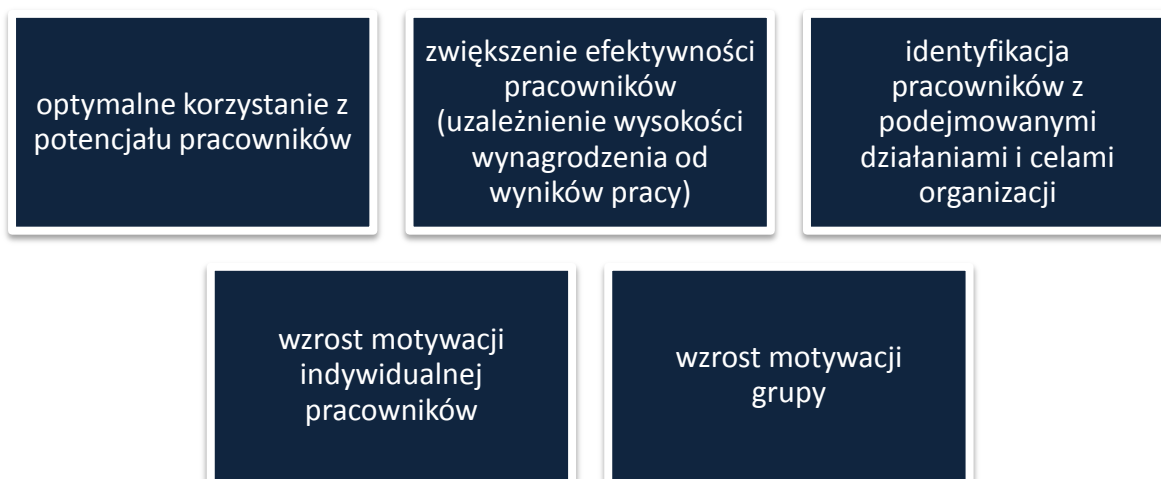 optymalne korzystanie z
potencjału pracowników
zwiększenie efektywności
pracowników
(uzależnienie wysokości
wynagrodzenia od
wyników pracy)
identyfikacja
pracowników z
podejmowanymi
działaniami i celami
organizacji
wzrost motywacji
indywidualnej
pracowników
wzrost motywacji
grupy